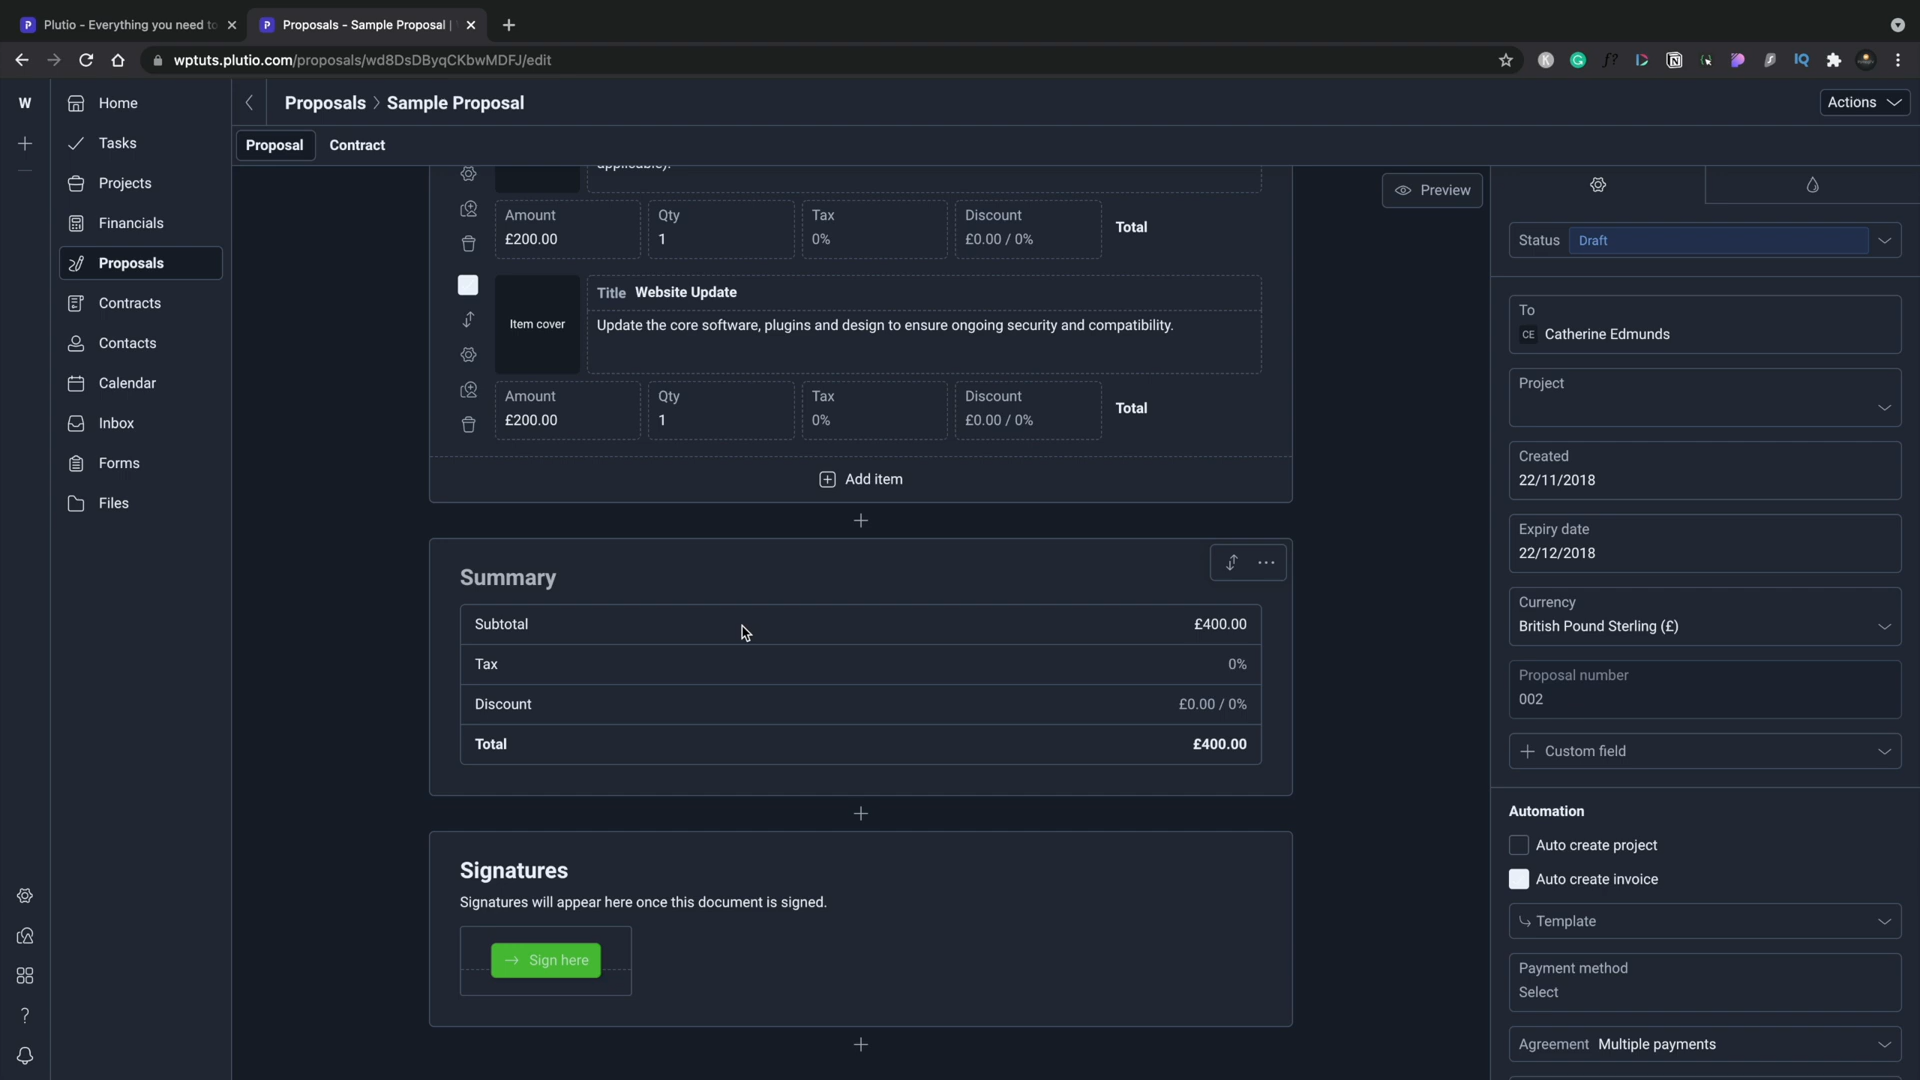 Plutio - Everything you need to
Proposals - Sample Proposal |
wptuts.plutio.com/proposals/wd8DsDByqCKbwMDFJ/edit
W
Home
Tasks
Projects
Financials
Proposals
Contracts
Contacts
Calendar
Inbox
Forms
Files
Proposals > Sample Proposal
Actions
Proposal
Contract
Preview
applicable).
Amount
£200.00
Qty
1
Tax
0%
Discount
£0.00 / 0%
Total
Item cover
Title Website Update
Update the core software, plugins and design to ensure ongoing security and compatibility.
Amount
£200.00
Qty
1
Tax
0%
Discount
£0.00 / 0%
Total
Add item
Summary
Subtotal £400.00
Tax 0%
Discount £0.00 / 0%
Total £400.00
Signatures
Signatures will appear here once this document is signed.
Sign here
Status Draft
To
CE Catherine Edmunds
Project
Created
22/11/2018
Expiry date
22/12/2018
Currency
British Pound Sterling (£)
Proposal number
002
Custom field
Automation
Auto create project
Auto create invoice
Template
Payment method
Select
Agreement Multiple payments